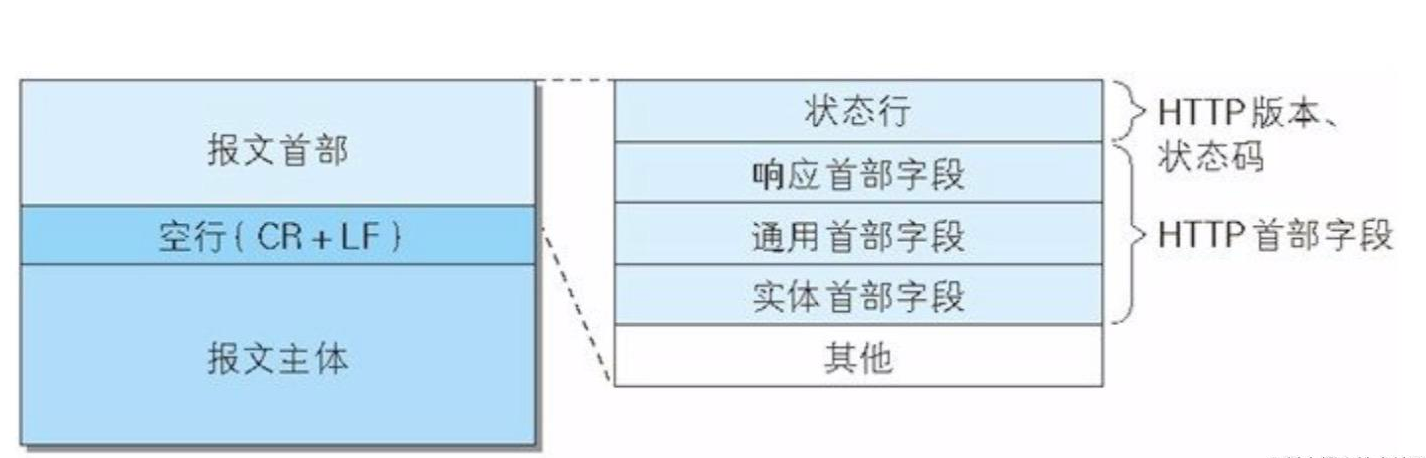 报文首部
空行(CR+LF)
报文主体
状态行
响应首部字段
通用首部字段
实体首部字段
其他
HTTP版本、
状态码
HTTP首部字段